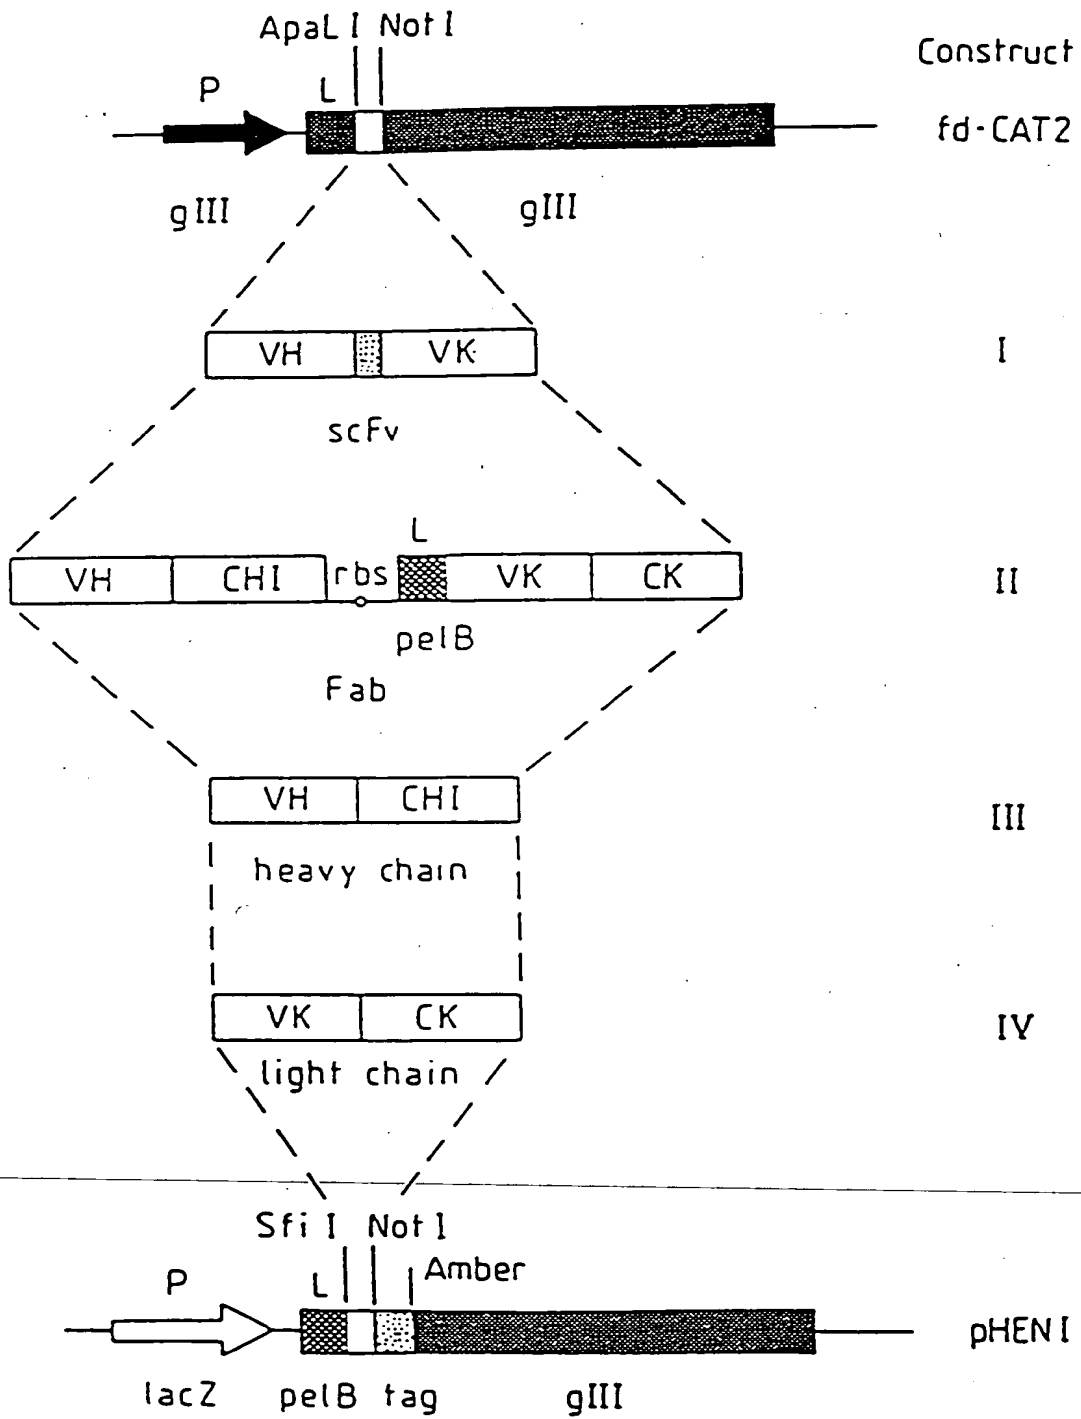 ApaL I Not I
Construct
P L
fd-CAT2
gIII gIII
VH VK
I
scFv
L
VH CHI rbs VK CK
II
pelB
Fab
VH CHI
III
heavy chain
VK CK
IV
light chain
Sfi I Not I
Amber
P L
pHEN I
lacZ pelB tag gIII